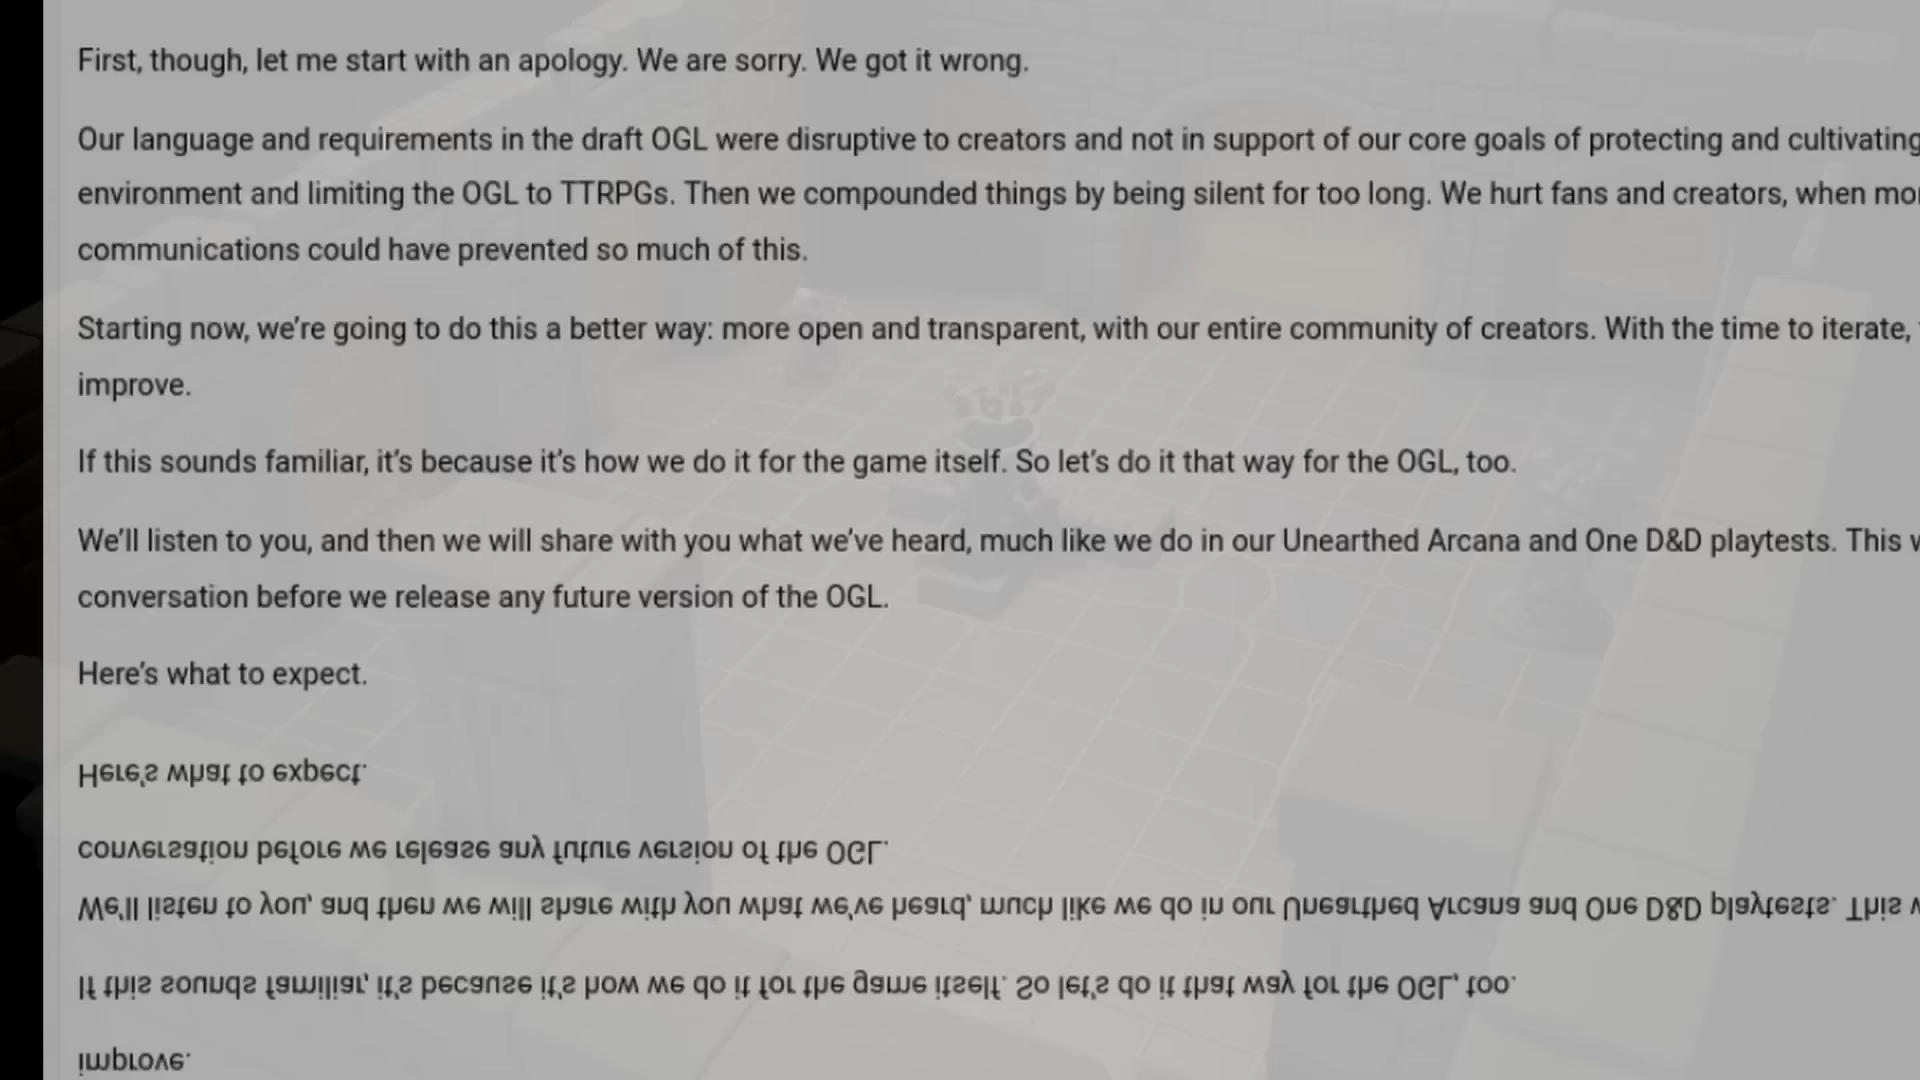 First, though, let me start with an apology. We are sorry. We got it wrong.
Our language and requirements in the draft OGL were disruptive to creators and not in support of our core goals of protecting and cultivating
environment and limiting the OGL to TTRPGs. Then we compounded things by being silent for too long. We hurt fans and creators, when
communications could have prevented so much of this.
Starting now, we’re going to do this a better way: more open and transparent, with our entire community of creators. With the time to iterate,
improve.
If this sounds familiar, it’s because it’s how we do it for the game itself. So let’s do it that way for the OGL, too.
We’ll listen to you, and then we will share with you what we’ve heard, much like we do in our Unearthed Arcana and One D&D playtests. This
conversation before we release any future version of the OGL.
Here’s what to expect.
Here’s what to expect.
conversation before we release any future version of the OGL.
We’ll listen to you, and then we will share with you what we’ve heard, much like we do in our Unearthed Arcana and One D&D playtests. This
If this sounds familiar, it’s because it’s how we do it for the game itself. So let’s do it that way for the OGL, too.
improve.